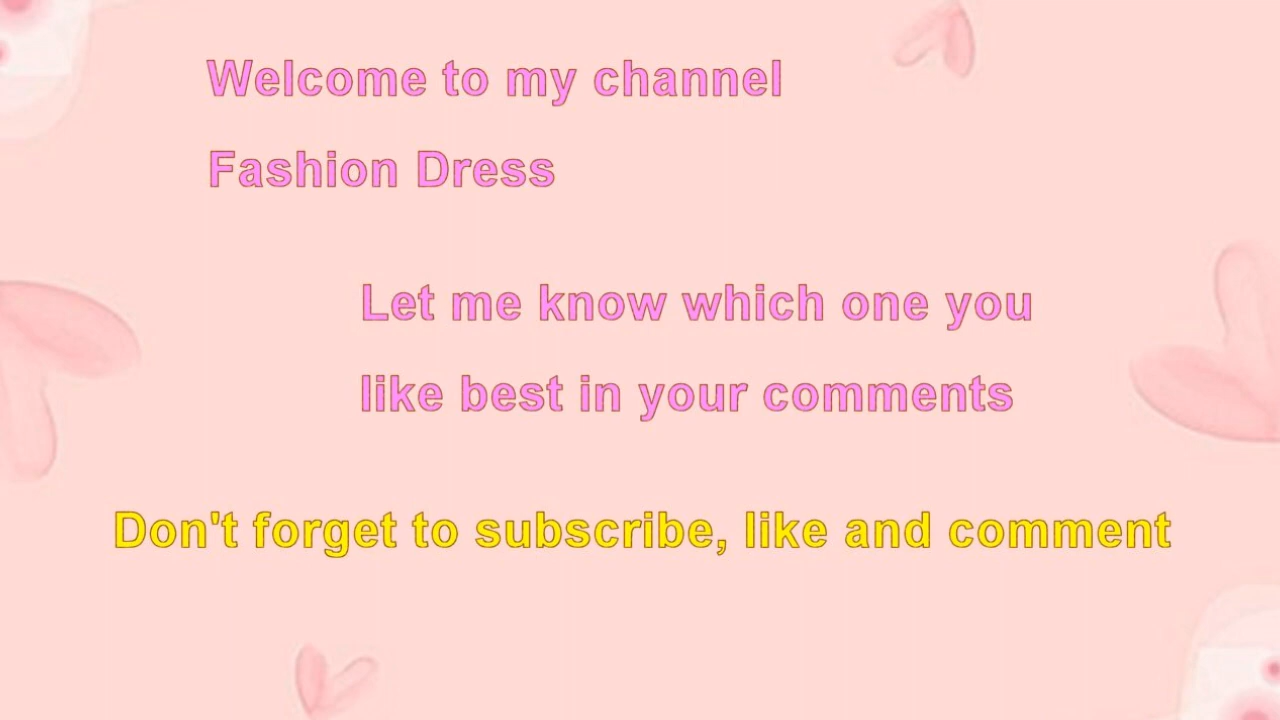 Welcome to my channel
Fashion Dress
Let me know which one you
like best in your comments
Don't forget to subscribe, like and comment